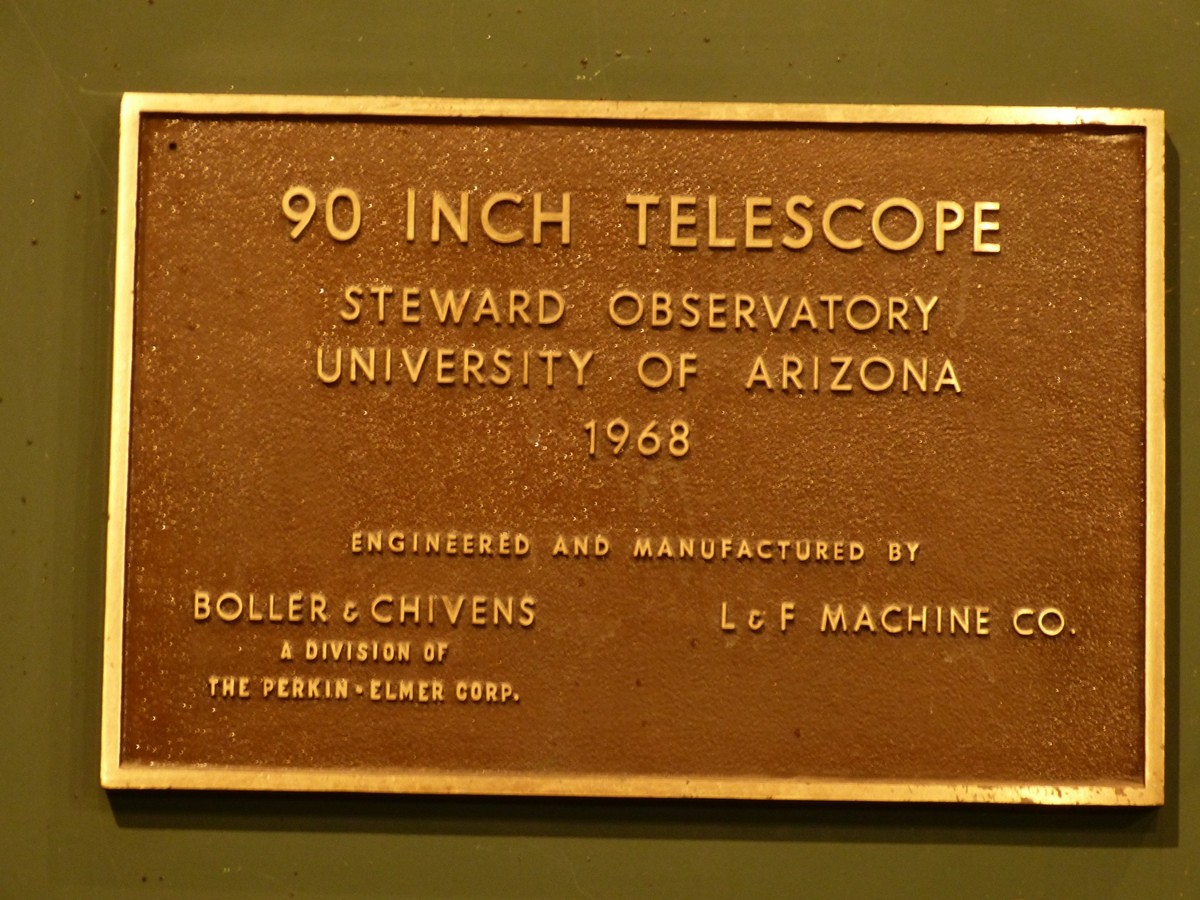 90 INCH TELESCOPE
STEWARD OBSERVATORY
UNIVERSITY OF ARIZONA
1968
ENGINEERED AND MANUFACTURED BY
BOLLER & CHIVENS
A DIVISION OF
THE PERKIN-ELMER CORP.
L & F MACHINE CO.